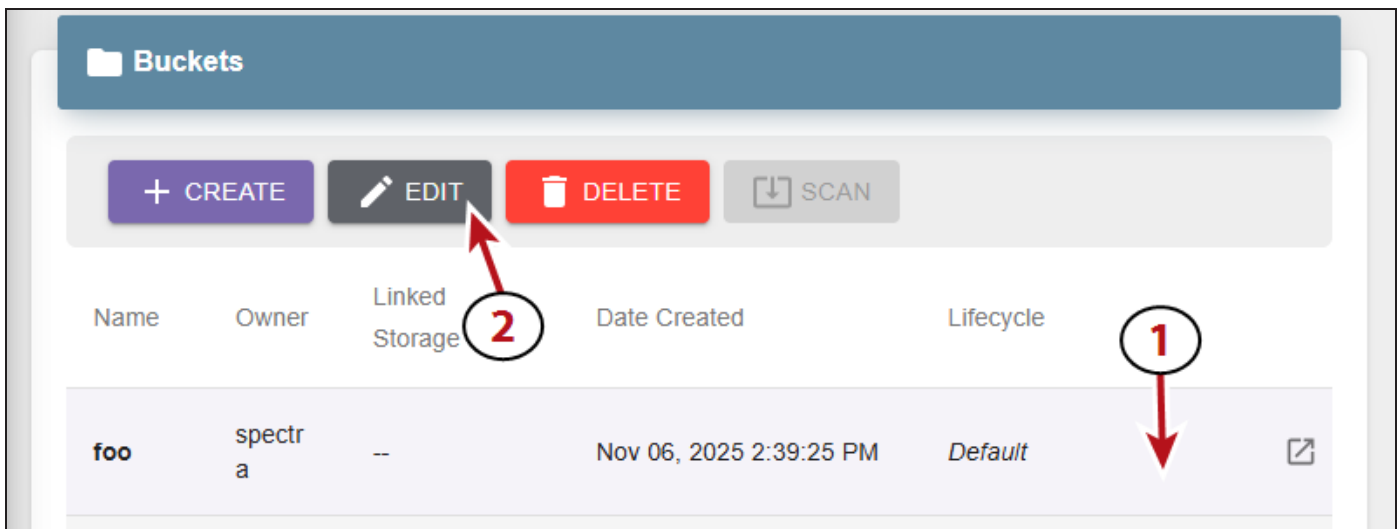 Buckets
CREATE EDIT DELETE SCAN
Name Owner Linked Storage Date Created Lifecycle
2
1
foo spectra -- Nov 06, 2025 2:39:25 PM Default